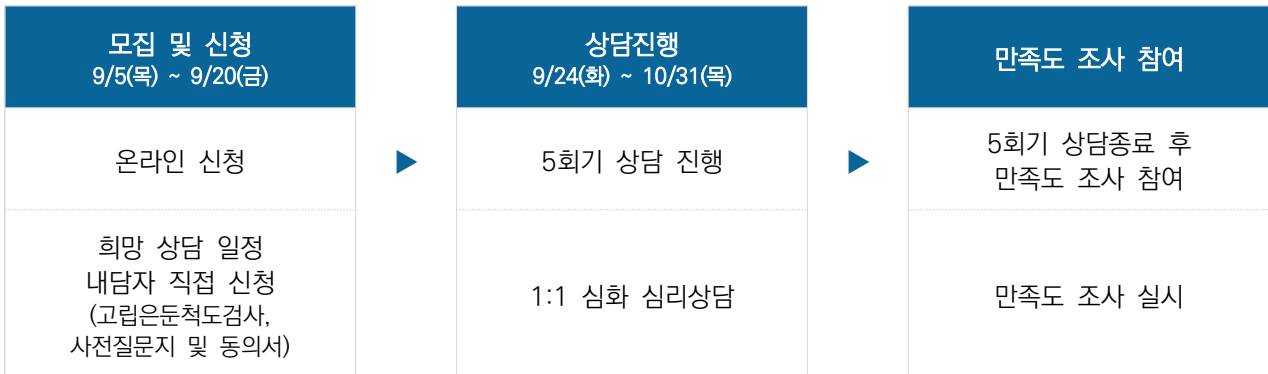 모집 및 신청
9/5(목) ~ 9/20(금)
온라인 신청
희망 상담 일정
내담자 직접 신청
(고립은둔척도검사,
사전질문지 및 동의서)
상담진행
9/24(화) ~ 10/31(목)
5회기 상담 진행
1:1 심화 심리상담
만족도 조사 참여
5회기 상담종료 후
만족도 조사 참여
만족도 조사 실시